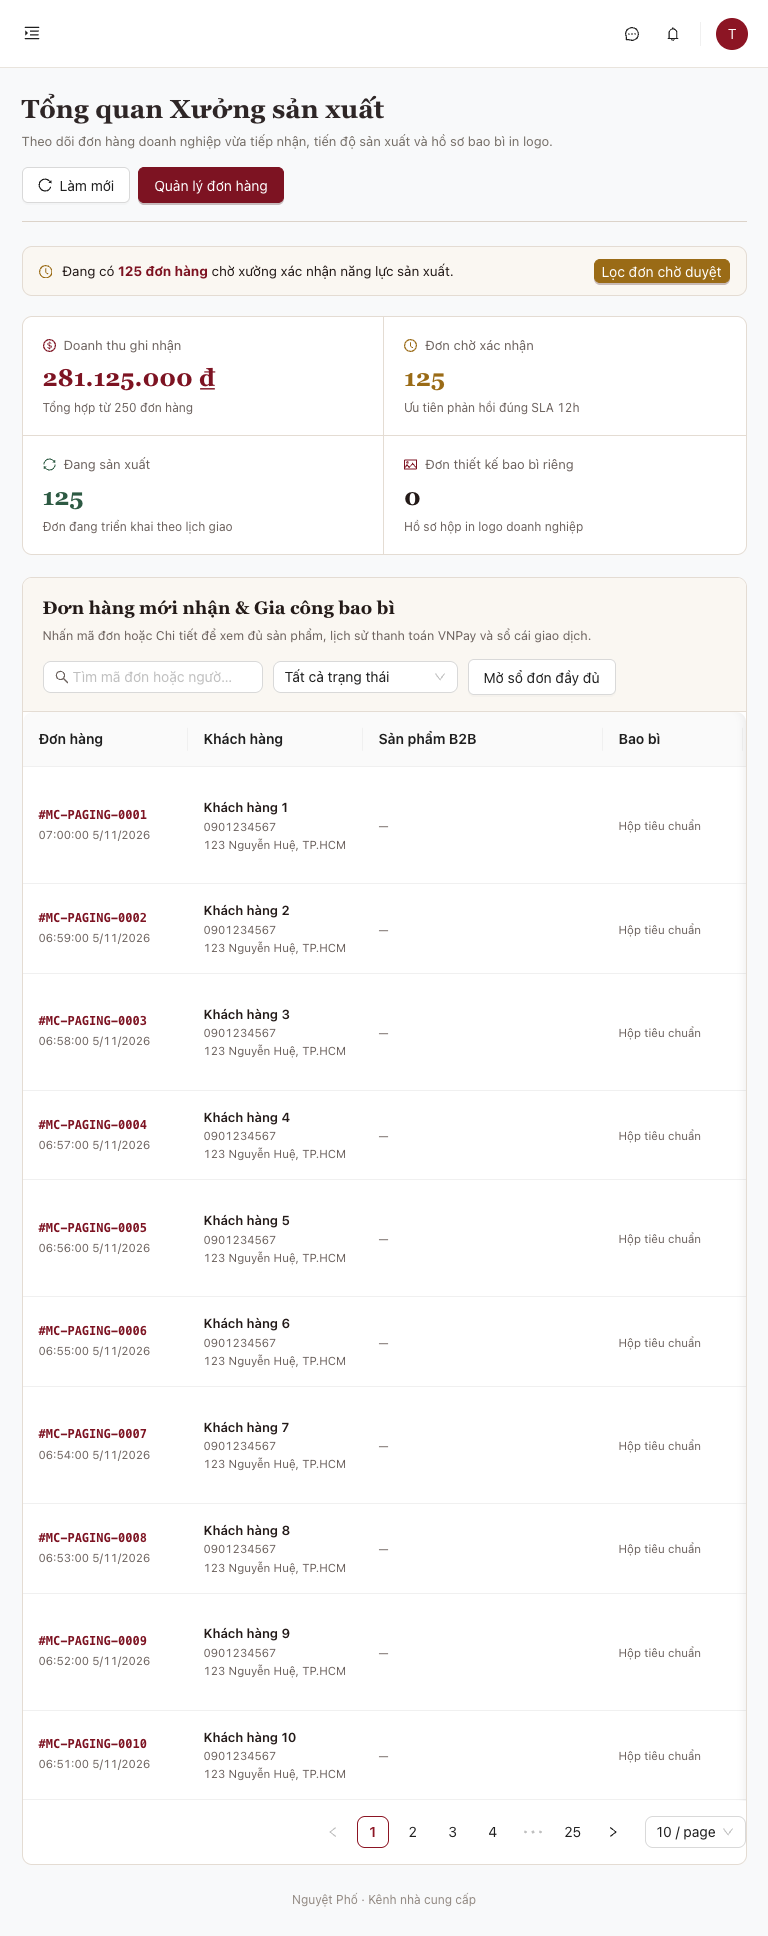 T
Tổng quan Xưởng sản xuất
Theo dõi đơn hàng doanh nghiệp vừa tiếp nhận, tiến độ sản xuất và hồ sơ bao bì in logo.
Làm mới
Quản lý đơn hàng
Đang có 125 đơn hàng chờ xưởng xác nhận năng lực sản xuất.
Lọc đơn chờ duyệt
Doanh thu ghi nhận
281.125.000 ₫
Tổng hợp từ 250 đơn hàng
Đơn chờ xác nhận
125
Ưu tiên phản hồi đúng SLA 12h
Đang sản xuất
125
Đơn đang triển khai theo lịch giao
Đơn thiết kế bao bì riêng
0
Hồ sơ hộp in logo doanh nghiệp
Đơn hàng mới nhận & Gia công bao bì
Nhấn mã đơn hoặc Chi tiết để xem đủ sản phẩm, lịch sử thanh toán VNPay và sổ cái giao dịch.
Tìm mã đơn hoặc ngườ...
Tất cả trạng thái
Mở sổ đơn đầy đủ
Đơn hàng Khách hàng Sản phẩm B2B Bao bì
#MC-PAGING-0001
07:00:00 5/11/2026
Khách hàng 1
0901234567
123 Nguyễn Huệ, TP.HCM
—
Hộp tiêu chuẩn
#MC-PAGING-0002
06:59:00 5/11/2026
Khách hàng 2
0901234567
123 Nguyễn Huệ, TP.HCM
—
Hộp tiêu chuẩn
#MC-PAGING-0003
06:58:00 5/11/2026
Khách hàng 3
0901234567
123 Nguyễn Huệ, TP.HCM
—
Hộp tiêu chuẩn
#MC-PAGING-0004
06:57:00 5/11/2026
Khách hàng 4
0901234567
123 Nguyễn Huệ, TP.HCM
—
Hộp tiêu chuẩn
#MC-PAGING-0005
06:56:00 5/11/2026
Khách hàng 5
0901234567
123 Nguyễn Huệ, TP.HCM
—
Hộp tiêu chuẩn
#MC-PAGING-0006
06:55:00 5/11/2026
Khách hàng 6
0901234567
123 Nguyễn Huệ, TP.HCM
—
Hộp tiêu chuẩn
#MC-PAGING-0007
06:54:00 5/11/2026
Khách hàng 7
0901234567
123 Nguyễn Huệ, TP.HCM
—
Hộp tiêu chuẩn
#MC-PAGING-0008
06:53:00 5/11/2026
Khách hàng 8
0901234567
123 Nguyễn Huệ, TP.HCM
—
Hộp tiêu chuẩn
#MC-PAGING-0009
06:52:00 5/11/2026
Khách hàng 9
0901234567
123 Nguyễn Huệ, TP.HCM
—
Hộp tiêu chuẩn
#MC-PAGING-0010
06:51:00 5/11/2026
Khách hàng 10
0901234567
123 Nguyễn Huệ, TP.HCM
—
Hộp tiêu chuẩn
1 2 3 4 ••• 25 10 / page
Nguyệt Phố · Kênh nhà cung cấp